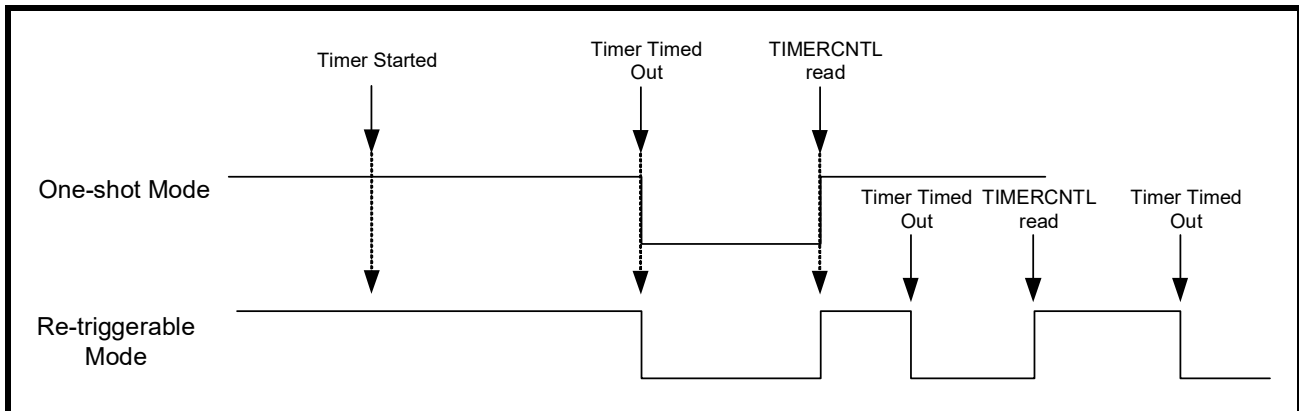 Timer Started
Timer Timed
Out
TIMERCNTL
read
One-shot Mode
Timer Timed
Out
TIMERCNTL
read
Timer Timed
Out
Re-triggerable
Mode